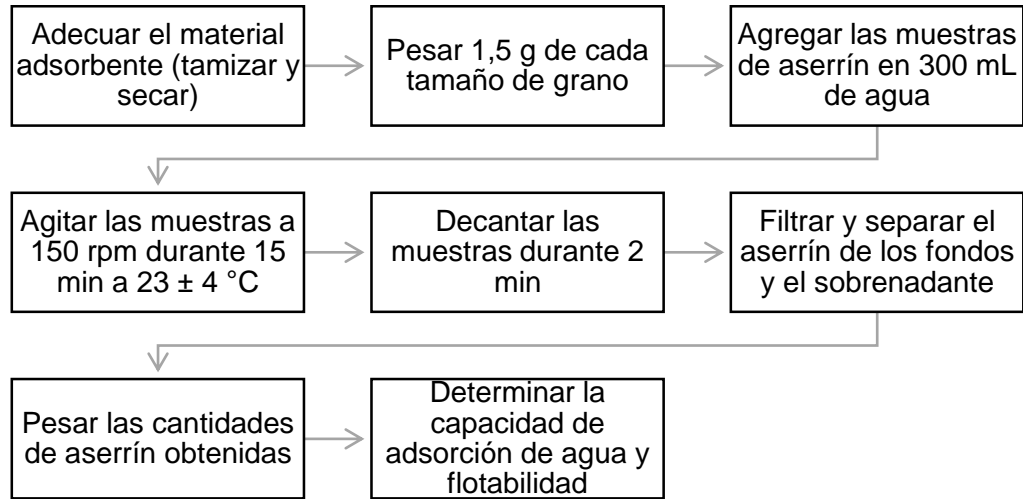 Adecuar el material
adsorbente (tamizar y
secar)
Pesar 1,5 g de cada
tamaño de grano
Agregar las muestras
de aserrín en 300 mL
de agua
Agitar las muestras a
150 rpm durante 15
min a 23 ± 4 °C
Decantar las
muestras durante 2
min
Filtrar y separar el
aserrín de los fondos
y el sobrenadante
Pesar las cantidades
de aserrín obtenidas
Determinar la
capacidad de
adsorción de agua y
flotabilidad